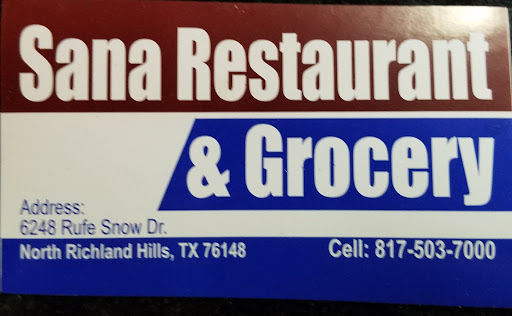 Sana Restaurant
& Grocery
Address:
6248 Rufe Snow Dr.
North Richland Hills, TX 76148
Cell: 817-503-7000